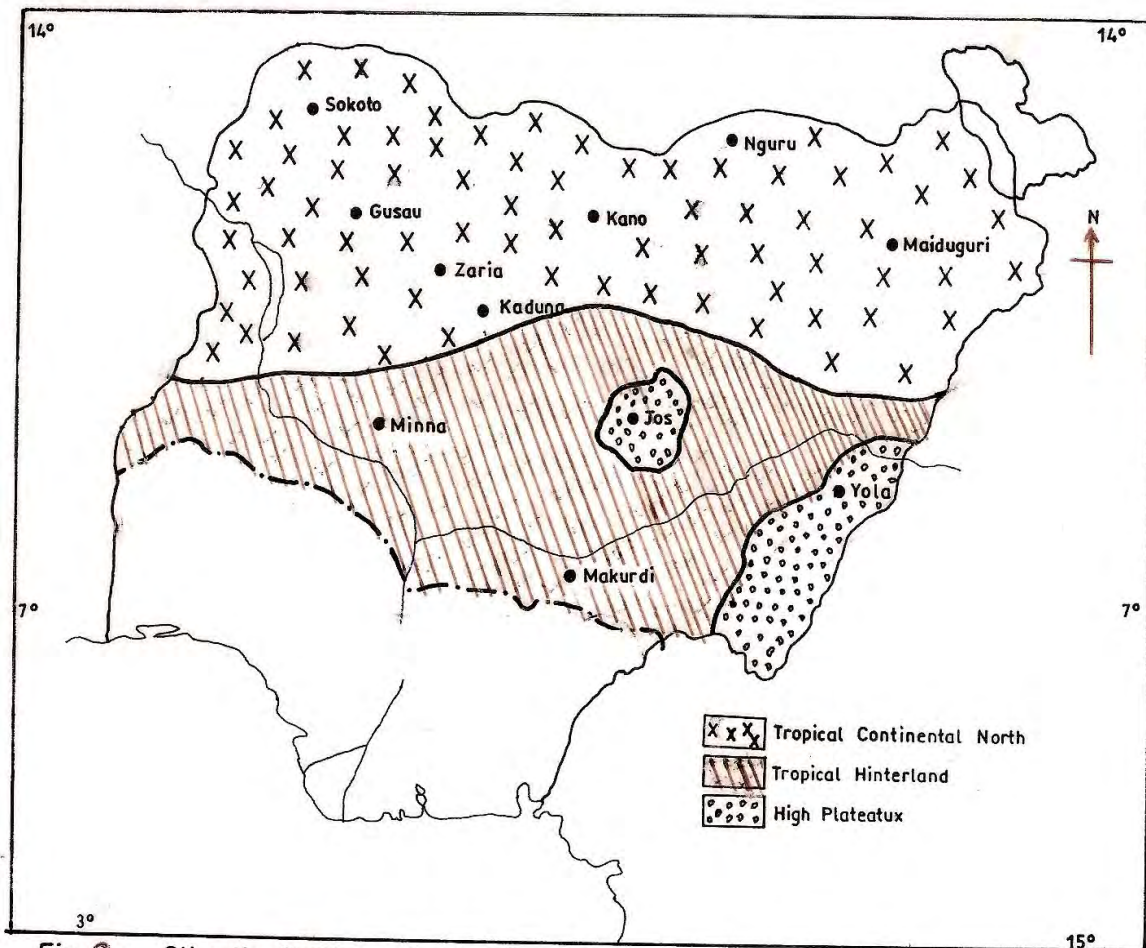 14°
14°
Sokoto
Nguru
N
Gusau
Kano
Maiduguri
Zaria
Kaduna
Minna
Jos
Yola
Makurdi
7°
7°
Tropical Continental North
Tropical Hinterland
High Plateatux
3°
15°